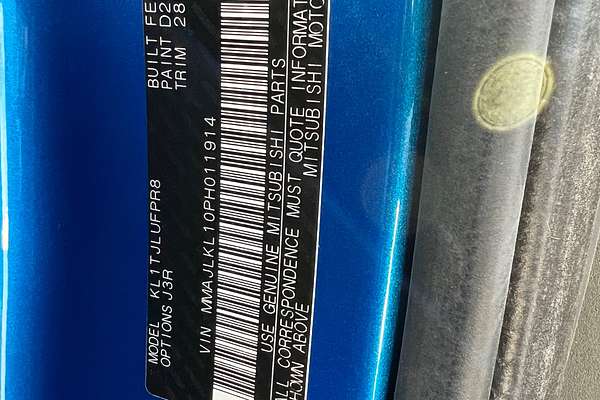 MODEL KL1TJLUFPR8
OPTIONS J3R
BUILT FE
PAINT D2
TRIM 28
VIN MMAJLKL10PH011914
USE GENUINE MITSUBISHI PARTS
ALL CORRESPONDENCE MUST QUOTE INFORMAT
HOWN ABOVE MITSUBISHI MOTO